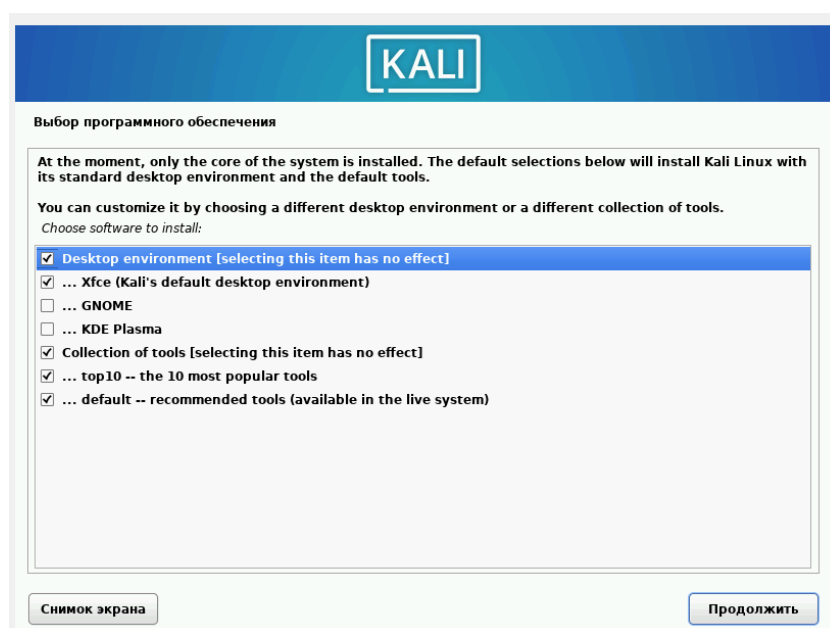 KALI
Выбор программного обеспечения
At the moment, only the core of the system is installed. The default selections below will install Kali Linux with
its standard desktop environment and the default tools.
You can customize it by choosing a different desktop environment or a different collection of tools.
Choose software to install:
Desktop environment [selecting this item has no effect]
... Xfce (Kali's default desktop environment)
... GNOME
... KDE Plasma
Collection of tools [selecting this item has no effect]
... top10 -- the 10 most popular tools
... default -- recommended tools (available in the live system)
Снимок экрана
Продолжить